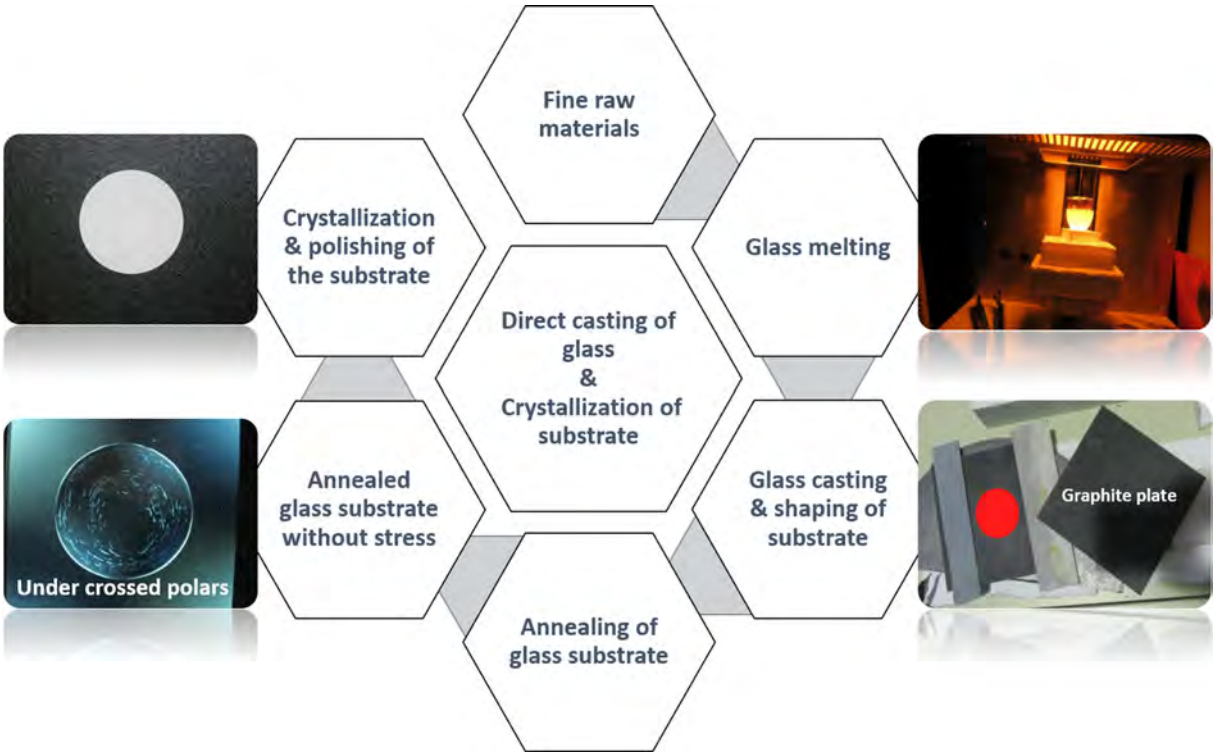 Fine raw
materials
Glass melting
Glass casting
& shaping of
substrate
Graphite plate
Annealing of
glass substrate
Annealed
glass substrate
without stress
Under crossed polars
Crystallization
& polishing of
the substrate
Direct casting of
glass
&
Crystallization of
substrate